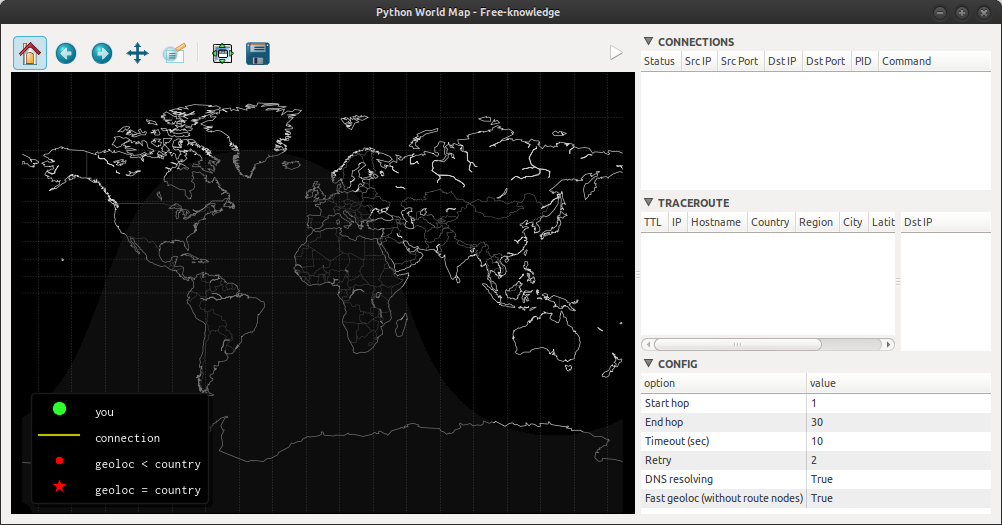 Python World Map - Free-knowledge
CONNECTIONS
Status Src IP Src Port Dst IP Dst Port PID Command
TRACEROUTE
TTL IP Hostname Country Region City Latit Dst IP
CONFIG
option value
Start hop 1
End hop 30
Timeout (sec) 10
Retry 2
DNS resolving True
Fast geoloc (without route nodes) True
you
connection
geoloc < country
geoloc = country